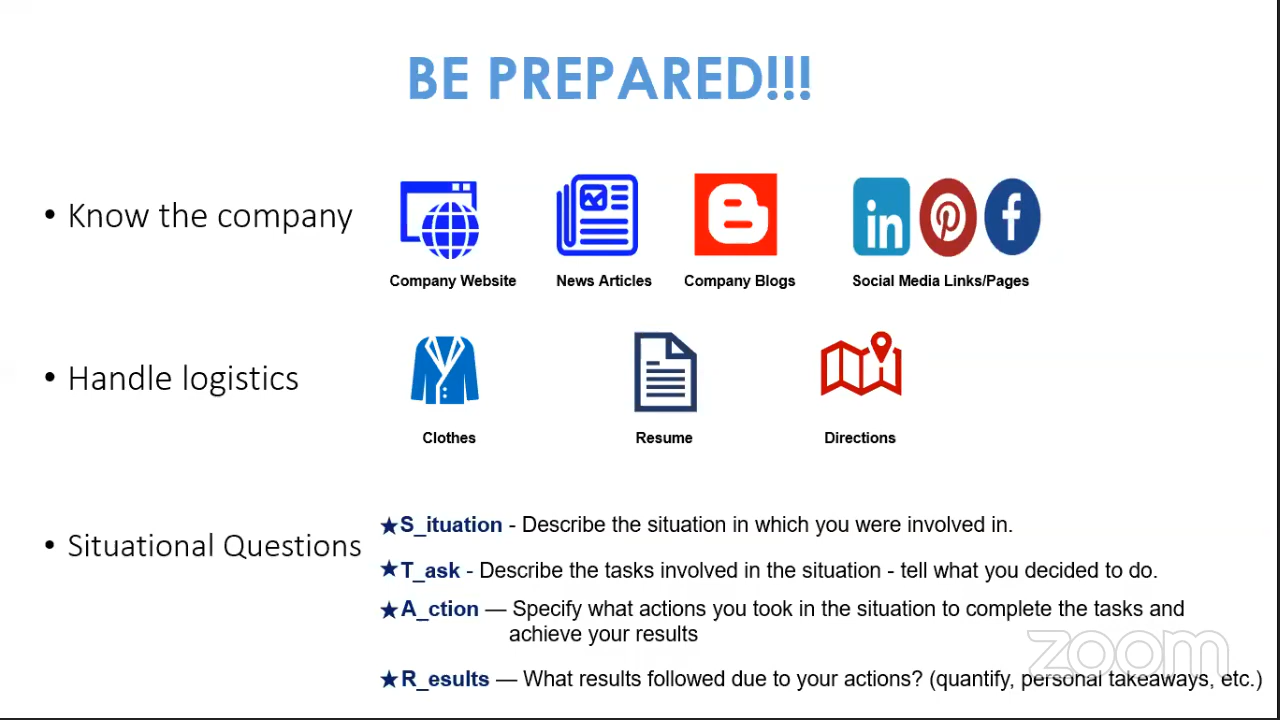 BE PREPARED!!!
• Know the company
Company Website
News Articles
Company Blogs
in
f
Social Media Links/Pages
• Handle logistics
Clothes
Resume
Directions
• Situational Questions
★S_ituation - Describe the situation in which you were involved in.
★T_ask - Describe the tasks involved in the situation - tell what you decided to do.
★A_ction — Specify what actions you took in the situation to complete the tasks and
achieve your results
zoom
★R_esults — What results followed due to your actions? (quantify, personal takeaways, etc.)